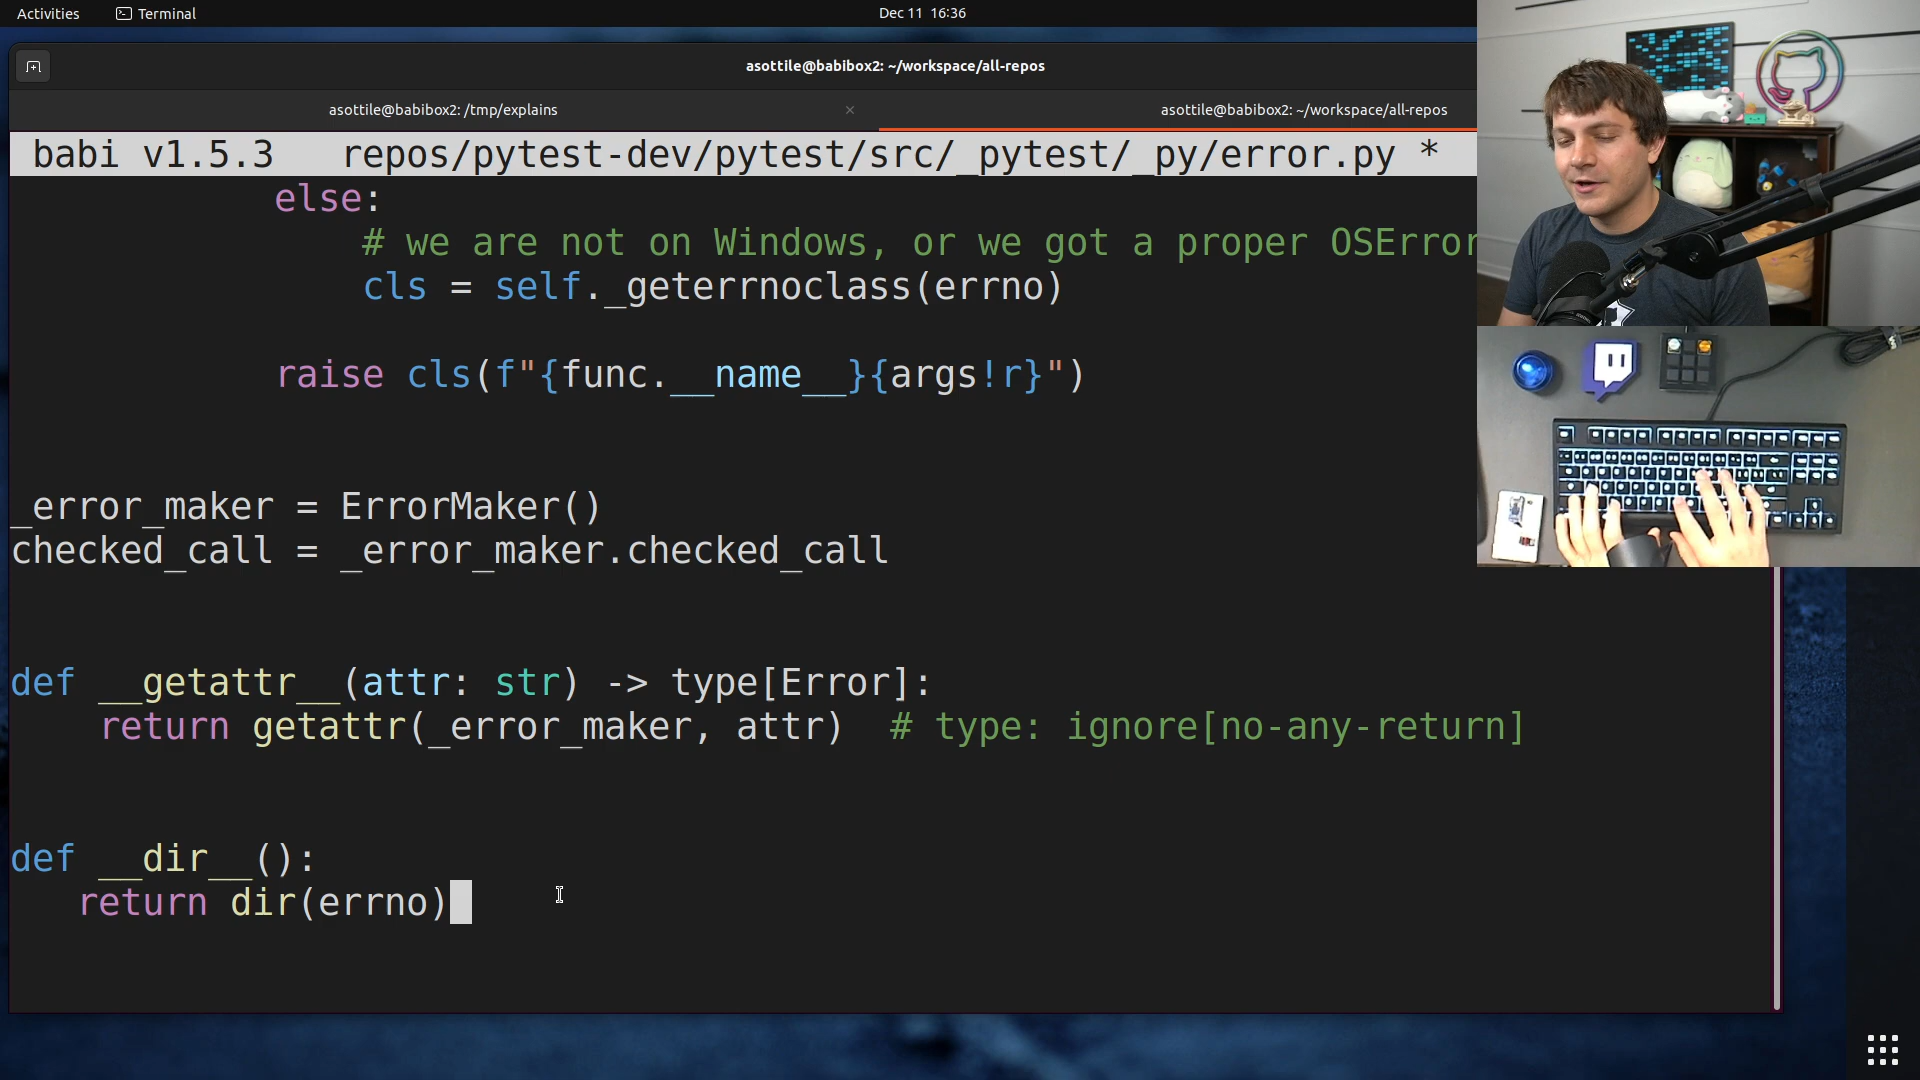 Activities
Terminal
Dec 11 16:36
asottile@babibox2: ~/workspace/all-repos
asottile@babibox2: /tmp/explains
×
asottile@babibox2: ~/workspace/all-repos
babi v1.5.3 repos/pytest-dev/pytest/src/_pytest/_py/error.py *
else:
# we are not on Windows, or we got a proper OSError
cls = self._geterrnoclass(errno)
raise cls(f"{func.__name__}{args!r}")
_error_maker = ErrorMaker()
checked_call = _error_maker.checked_call
def __getattr__(attr: str) -> type[Error]:
return getattr(_error_maker, attr)  # type: ignore[no-any-return]
def __dir__():
return dir(errno)